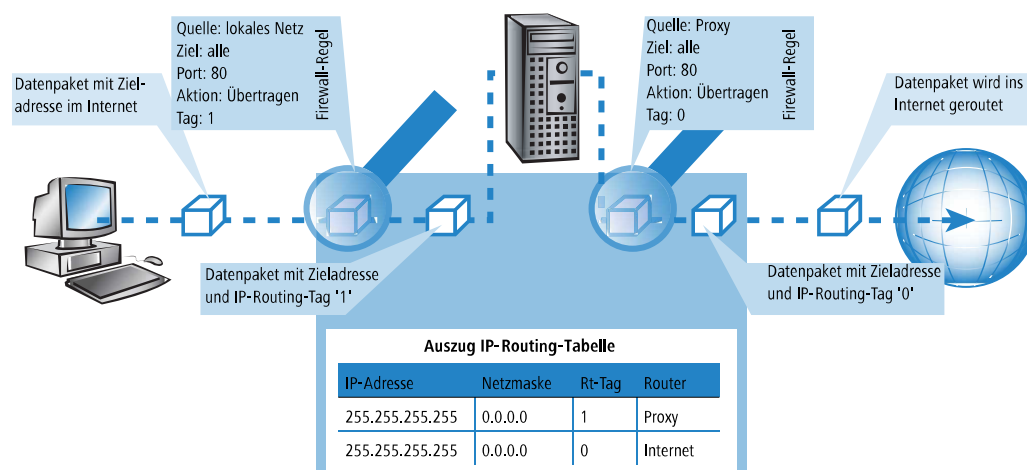 Quelle: lokales Netz
Ziel: alle
Port: 80
Aktion: Übertragen
Tag: 1
Firewall-Regel
Quelle: Proxy
Ziel: alle
Port: 80
Aktion: Übertragen
Tag: 0
Firewall-Regel
Datenpaket mit Ziel-
adresse im Internet
Datenpaket wird ins
Internet geroutet
Datenpaket mit Zieladresse
und IP-Routing-Tag '1'
Datenpaket mit Zieladresse
und IP-Routing-Tag '0'
Auszug IP-Routing-Tabelle
IP-Adresse Netzmaske Rt-Tag Router
255.255.255.255 0.0.0.0 1 Proxy
255.255.255.255 0.0.0.0 0 Internet